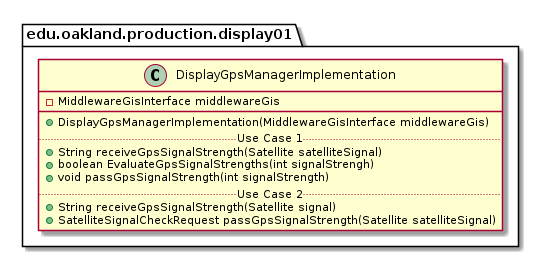 edu.oakland.production.display01
C DisplayGpsManagerImplementation
MiddlewareGisInterface middlewareGis
DisplayGpsManagerImplementation(MiddlewareGisInterface middlewareGis)
Use Case 1
String receiveGpsSignalStrength(Satellite satelliteSignal)
boolean EvaluateGpsSignalStrengths(int signalStrengh)
void passGpsSignalStrength(int signalStrength)
Use Case 2
String receiveGpsSignalStrength(Satellite signal)
SatelliteSignalCheckRequest passGpsSignalStrength(Satellite satelliteSignal)